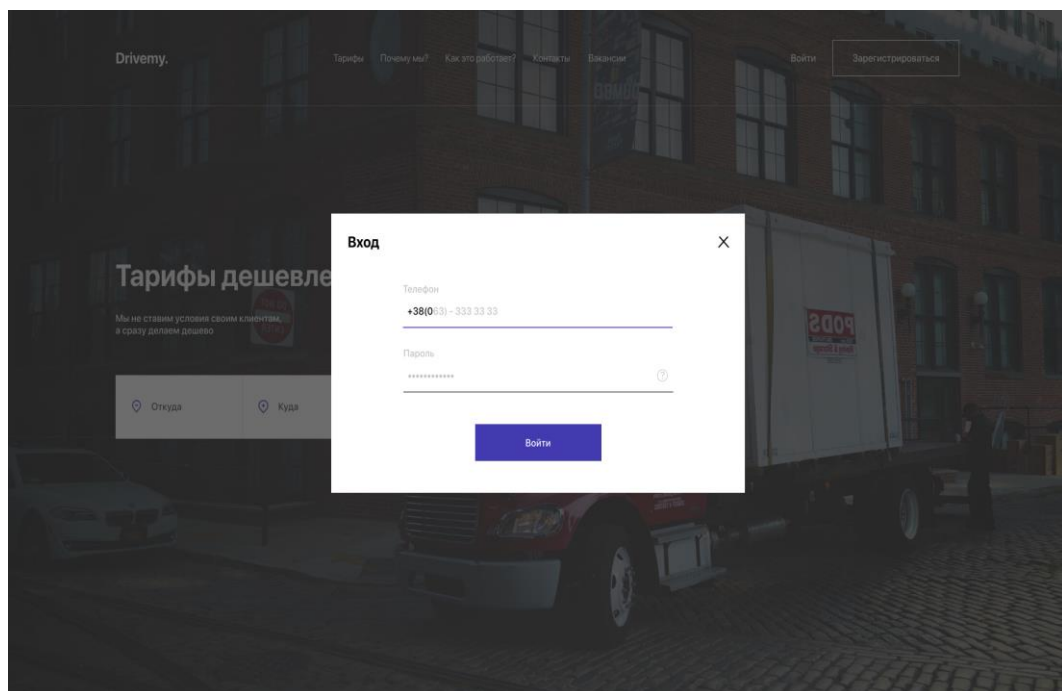 Drivemy.
Тарифы Почему мы? Как это работает? Контакты Вакансии
Войти Зарегистрироваться
Вход
Тарифы дешевле
Мы не ставим условия своим клиентам,
а сразу делаем дешево
Телефон
+38(063) - 333 33 33
Пароль
************
?
Откуда Куда
Войти
PODS